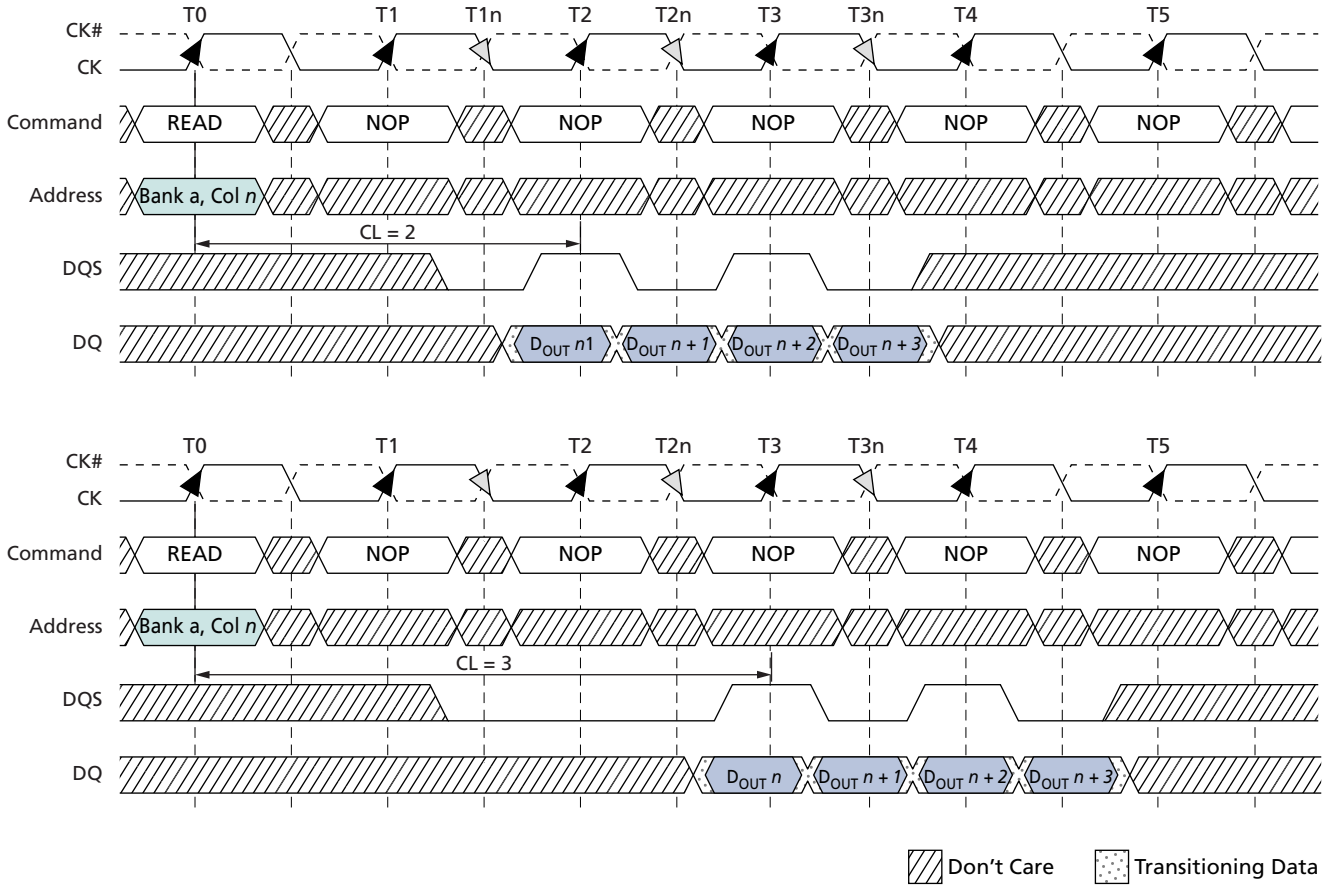 T0 T1 T1n T2 T2n T3 T3n T4 T5
CK#
CK
Command READ NOP NOP NOP NOP NOP
Address Bank a, Col n
CL = 2
DQS
DQ DOUT n1 DOUT n + 1 DOUT n + 2 DOUT n + 3
T0 T1 T1n T2 T2n T3 T3n T4 T5
CK#
CK
Command READ NOP NOP NOP NOP NOP
Address Bank a, Col n
CL = 3
DQS
DQ DOUT n DOUT n + 1 DOUT n + 2 DOUT n + 3
Don't Care Transitioning Data